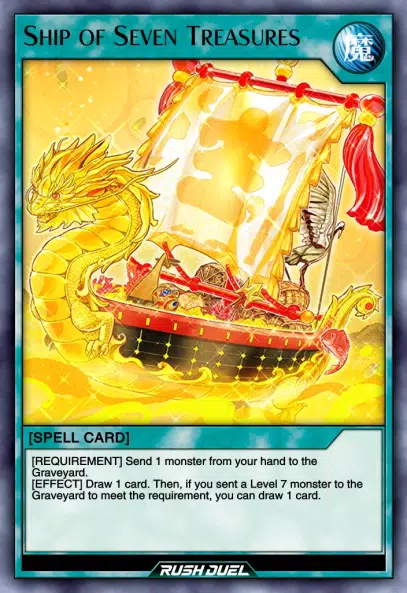 Ship of Seven Treasures
魔
[SPELL CARD]
[REQUIREMENT] Send 1 monster from your hand to the
Graveyard.
[EFFECT] Draw 1 card. Then, if you sent a Level 7 monster to the
Graveyard to meet the requirement, you can draw 1 card.
RUSH DUEL